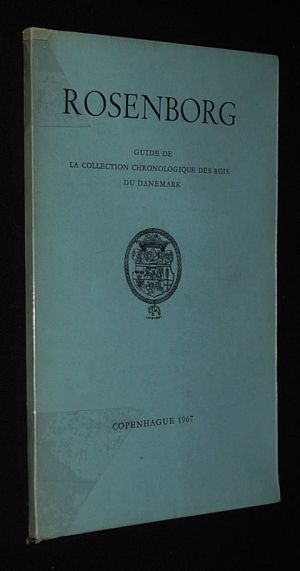 ROSENBORG
GUIDE DE
LA COLLECTION CHRONOLOGIQUE DES ROIS
DU DANEMARK
COPENHAGUE 1967